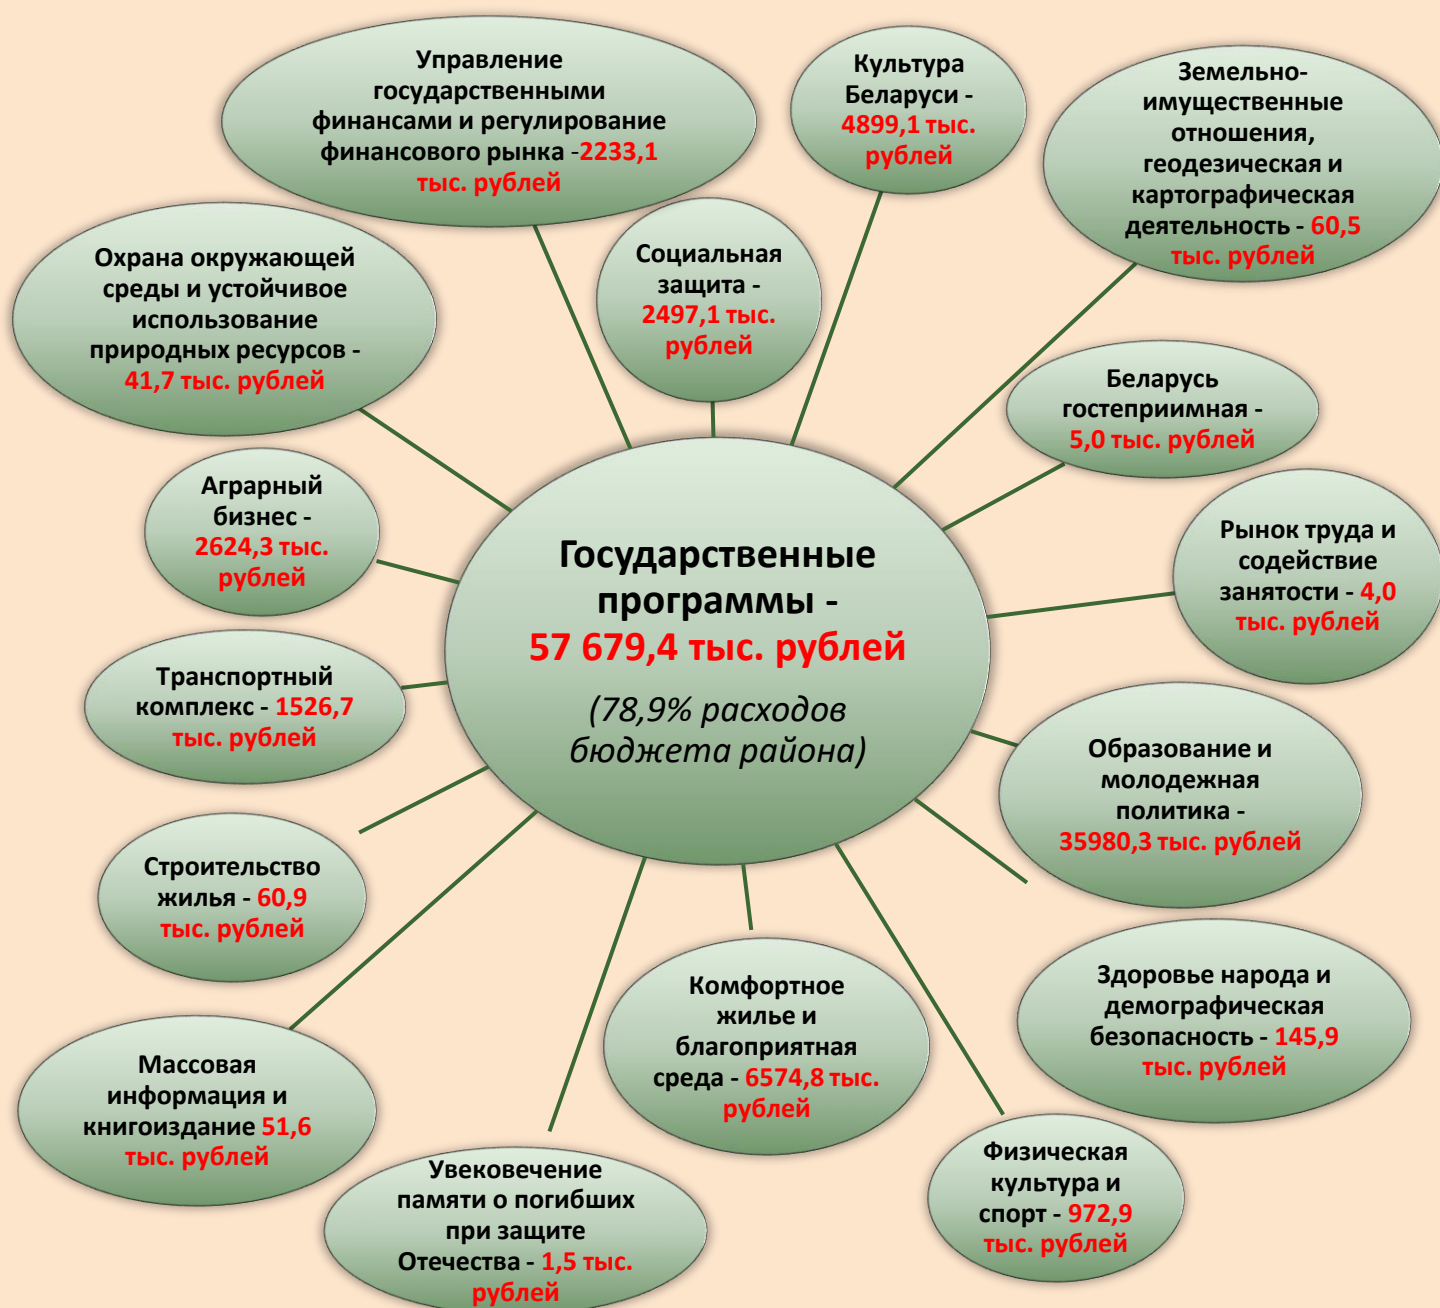 Управление
государственными
финансами и регулирование
финансового рынка -2233,1
тыс. рублей
Культура
Беларуси -
4899,1 тыс.
рублей
Земельно-
имущественные
отношения,
геодезическая и
картографическая
деятельность - 60,5
тыс. рублей
Социальная
защита -
2497,1 тыс.
рублей
Охрана окружающей
среды и устойчивое
использование
природных ресурсов -
41,7 тыс. рублей
Беларусь
гостеприимная -
5,0 тыс. рублей
Аграрный
бизнес -
2624,3 тыс.
рублей
Рынок труда и
содействие
занятости - 4,0
тыс. рублей
Государственные
программы -
57 679,4 тыс. рублей
(78,9% расходов
бюджета района)
Транспортный
комплекс - 1526,7
тыс. рублей
Образование и
молодежная
политика -
35980,3 тыс. рублей
Строительство
жилья - 60,9
тыс. рублей
Здоровье народа и
демографическая
безопасность - 145,9
тыс. рублей
Комфортное
жилье и
благоприятная
среда - 6574,8 тыс.
рублей
Массовая
информация и
книгоиздание 51,6
тыс. рублей
Физическая
культура и
спорт - 972,9
тыс. рублей
Увековечение
памяти о погибших
при защите
Отечества - 1,5 тыс.
рублей